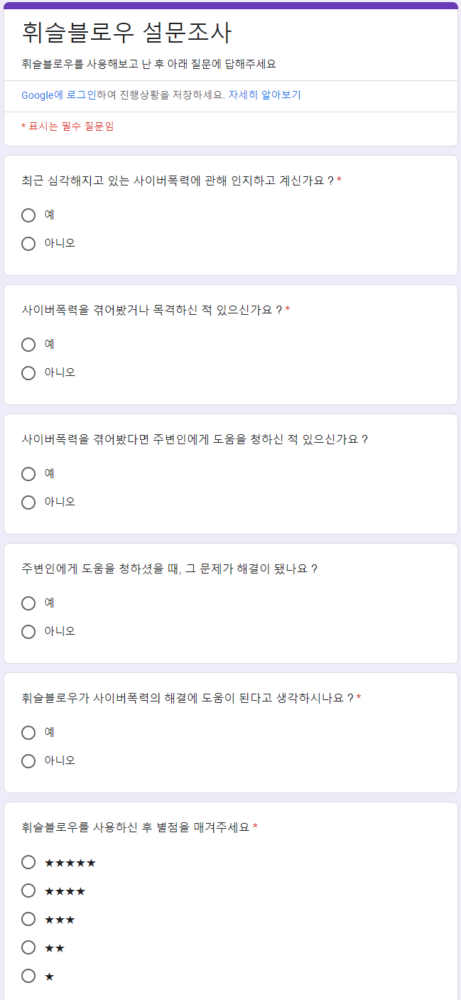 휘슬블로우 설문조사
휘슬블로우를 사용해보고 난 후 아래 질문에 답해주세요
Google에 로그인하여 진행상황을 저장하세요. 자세히 알아보기
* 표시는 필수 질문임
최근 심각해지고 있는 사이버폭력에 관해 인지하고 계신가요 ? *
예
아니오
사이버폭력을 겪어봤거나 목격하신 적 있으신가요 ? *
예
아니오
사이버폭력을 겪어봤다면 주변인에게 도움을 청하신 적 있으신가요 ?
예
아니오
주변인에게 도움을 청하셨을 때, 그 문제가 해결이 됐나요 ?
예
아니오
휘슬블로우가 사이버폭력의 해결에 도움이 된다고 생각하시나요 ? *
예
아니오
휘슬블로우를 사용하신 후 별점을 매겨주세요 *
★★★★★
★★★★
★★★
★★
★